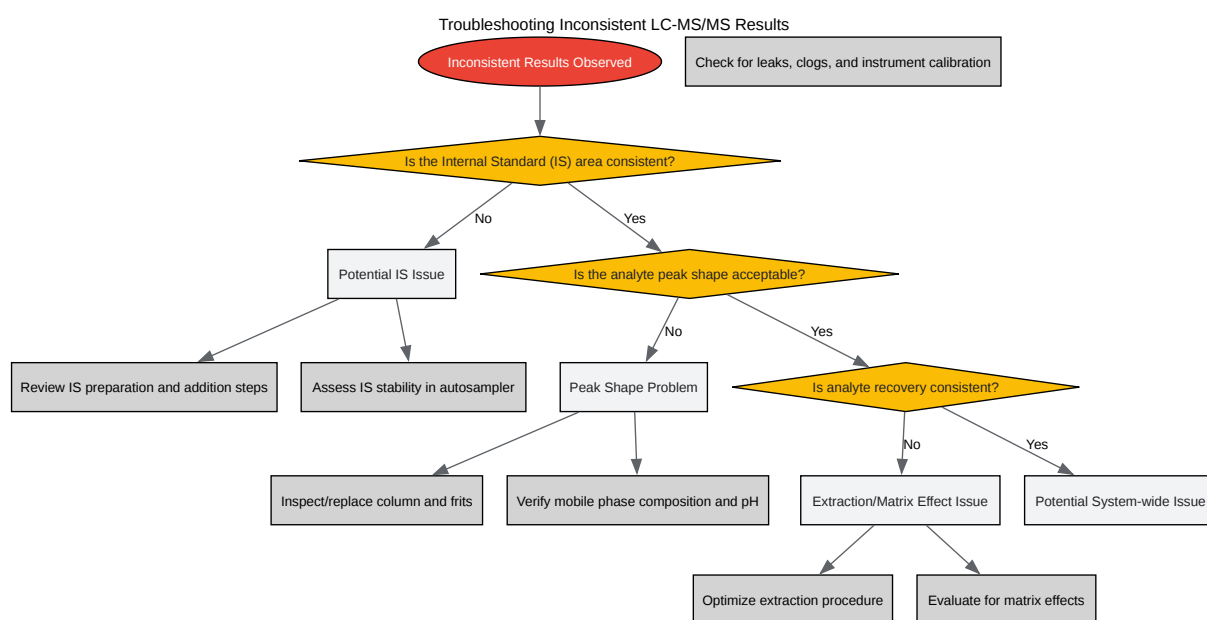 Troubleshooting Inconsistent LC-MS/MS Results
Inconsistent Results Observed
Check for leaks, clogs, and instrument calibration
Is the Internal Standard (IS) area consistent?
No
Yes
Potential IS Issue
Is the analyte peak shape acceptable?
No
Yes
Review IS preparation and addition steps
Assess IS stability in autosampler
Peak Shape Problem
Is analyte recovery consistent?
No
Yes
Inspect/replace column and frits
Verify mobile phase composition and pH
Extraction/Matrix Effect Issue
Potential System-wide Issue
Optimize extraction procedure
Evaluate for matrix effects